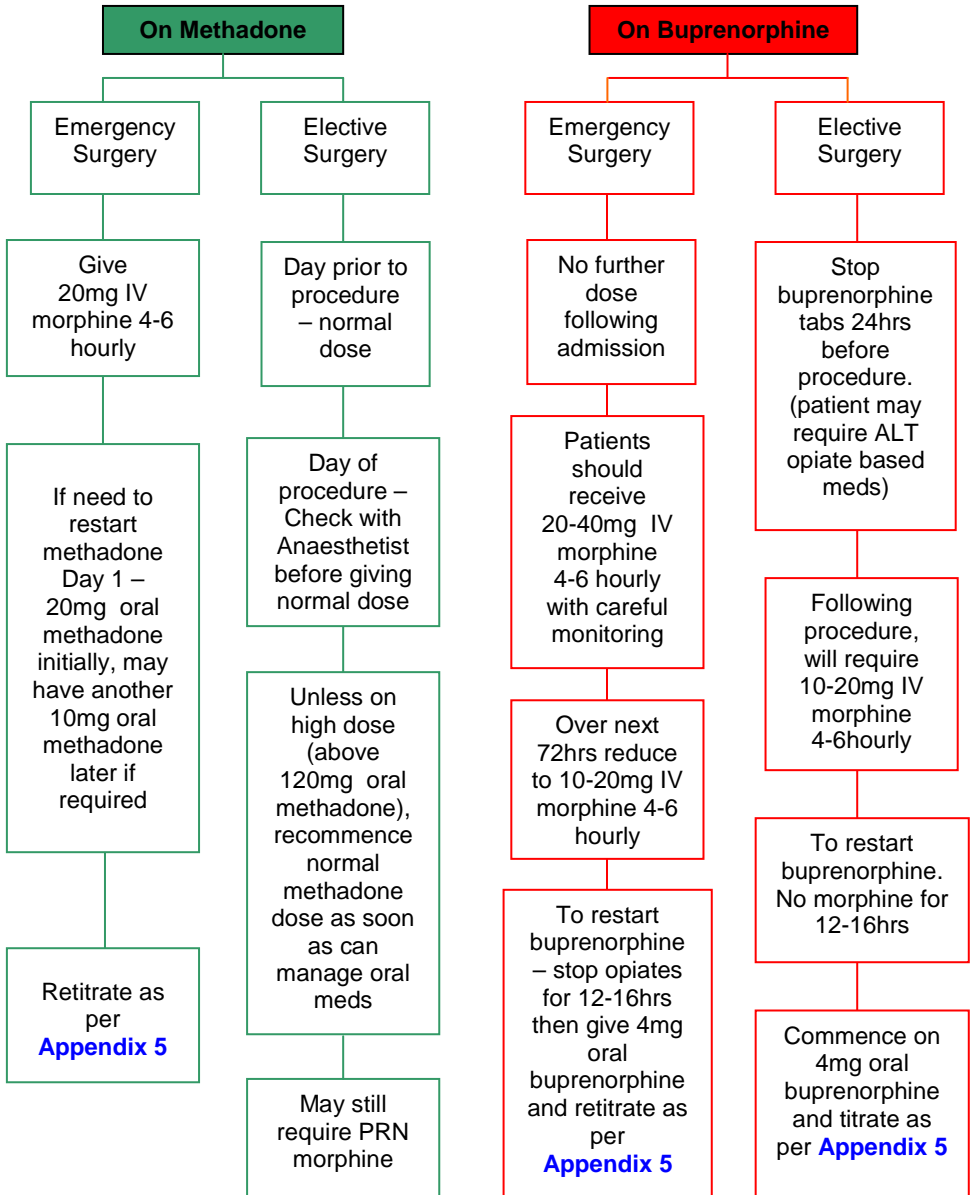 On Methadone
Emergency
Surgery
Give
20mg IV
morphine 4-6
hourly
If need to
restart
methadone
Day 1 –
20mg oral
methadone
initially, may
have another
10mg oral
methadone
later if
required
Retitrate as
per
Appendix 5
Elective
Surgery
Day prior to
procedure
– normal
dose
Day of
procedure –
Check with
Anaesthetist
before giving
normal dose
Unless on
high dose
(above
120mg oral
methadone),
recommence
normal
methadone
dose as soon
as can
manage oral
meds
May still
require PRN
morphine
On Buprenorphine
Emergency
Surgery
No further
dose
following
admission
Patients
should
receive
20-40mg IV
morphine
4-6 hourly
with careful
monitoring
Over next
72hrs reduce
to 10-20mg IV
morphine 4-6
hourly
To restart
buprenorphine
– stop opiates
for 12-16hrs
then give 4mg
oral
buprenorphine
and retitrate as
per
Appendix 5
Elective
Surgery
Stop
buprenorphine
tabs 24hrs
before
procedure.
(patient may
require ALT
opiate based
meds)
Following
procedure,
will require
10-20mg IV
morphine
4-6hourly
To restart
buprenorphine.
No morphine for
12-16hrs
Commence on
4mg oral
buprenorphine
and titrate as
per Appendix 5